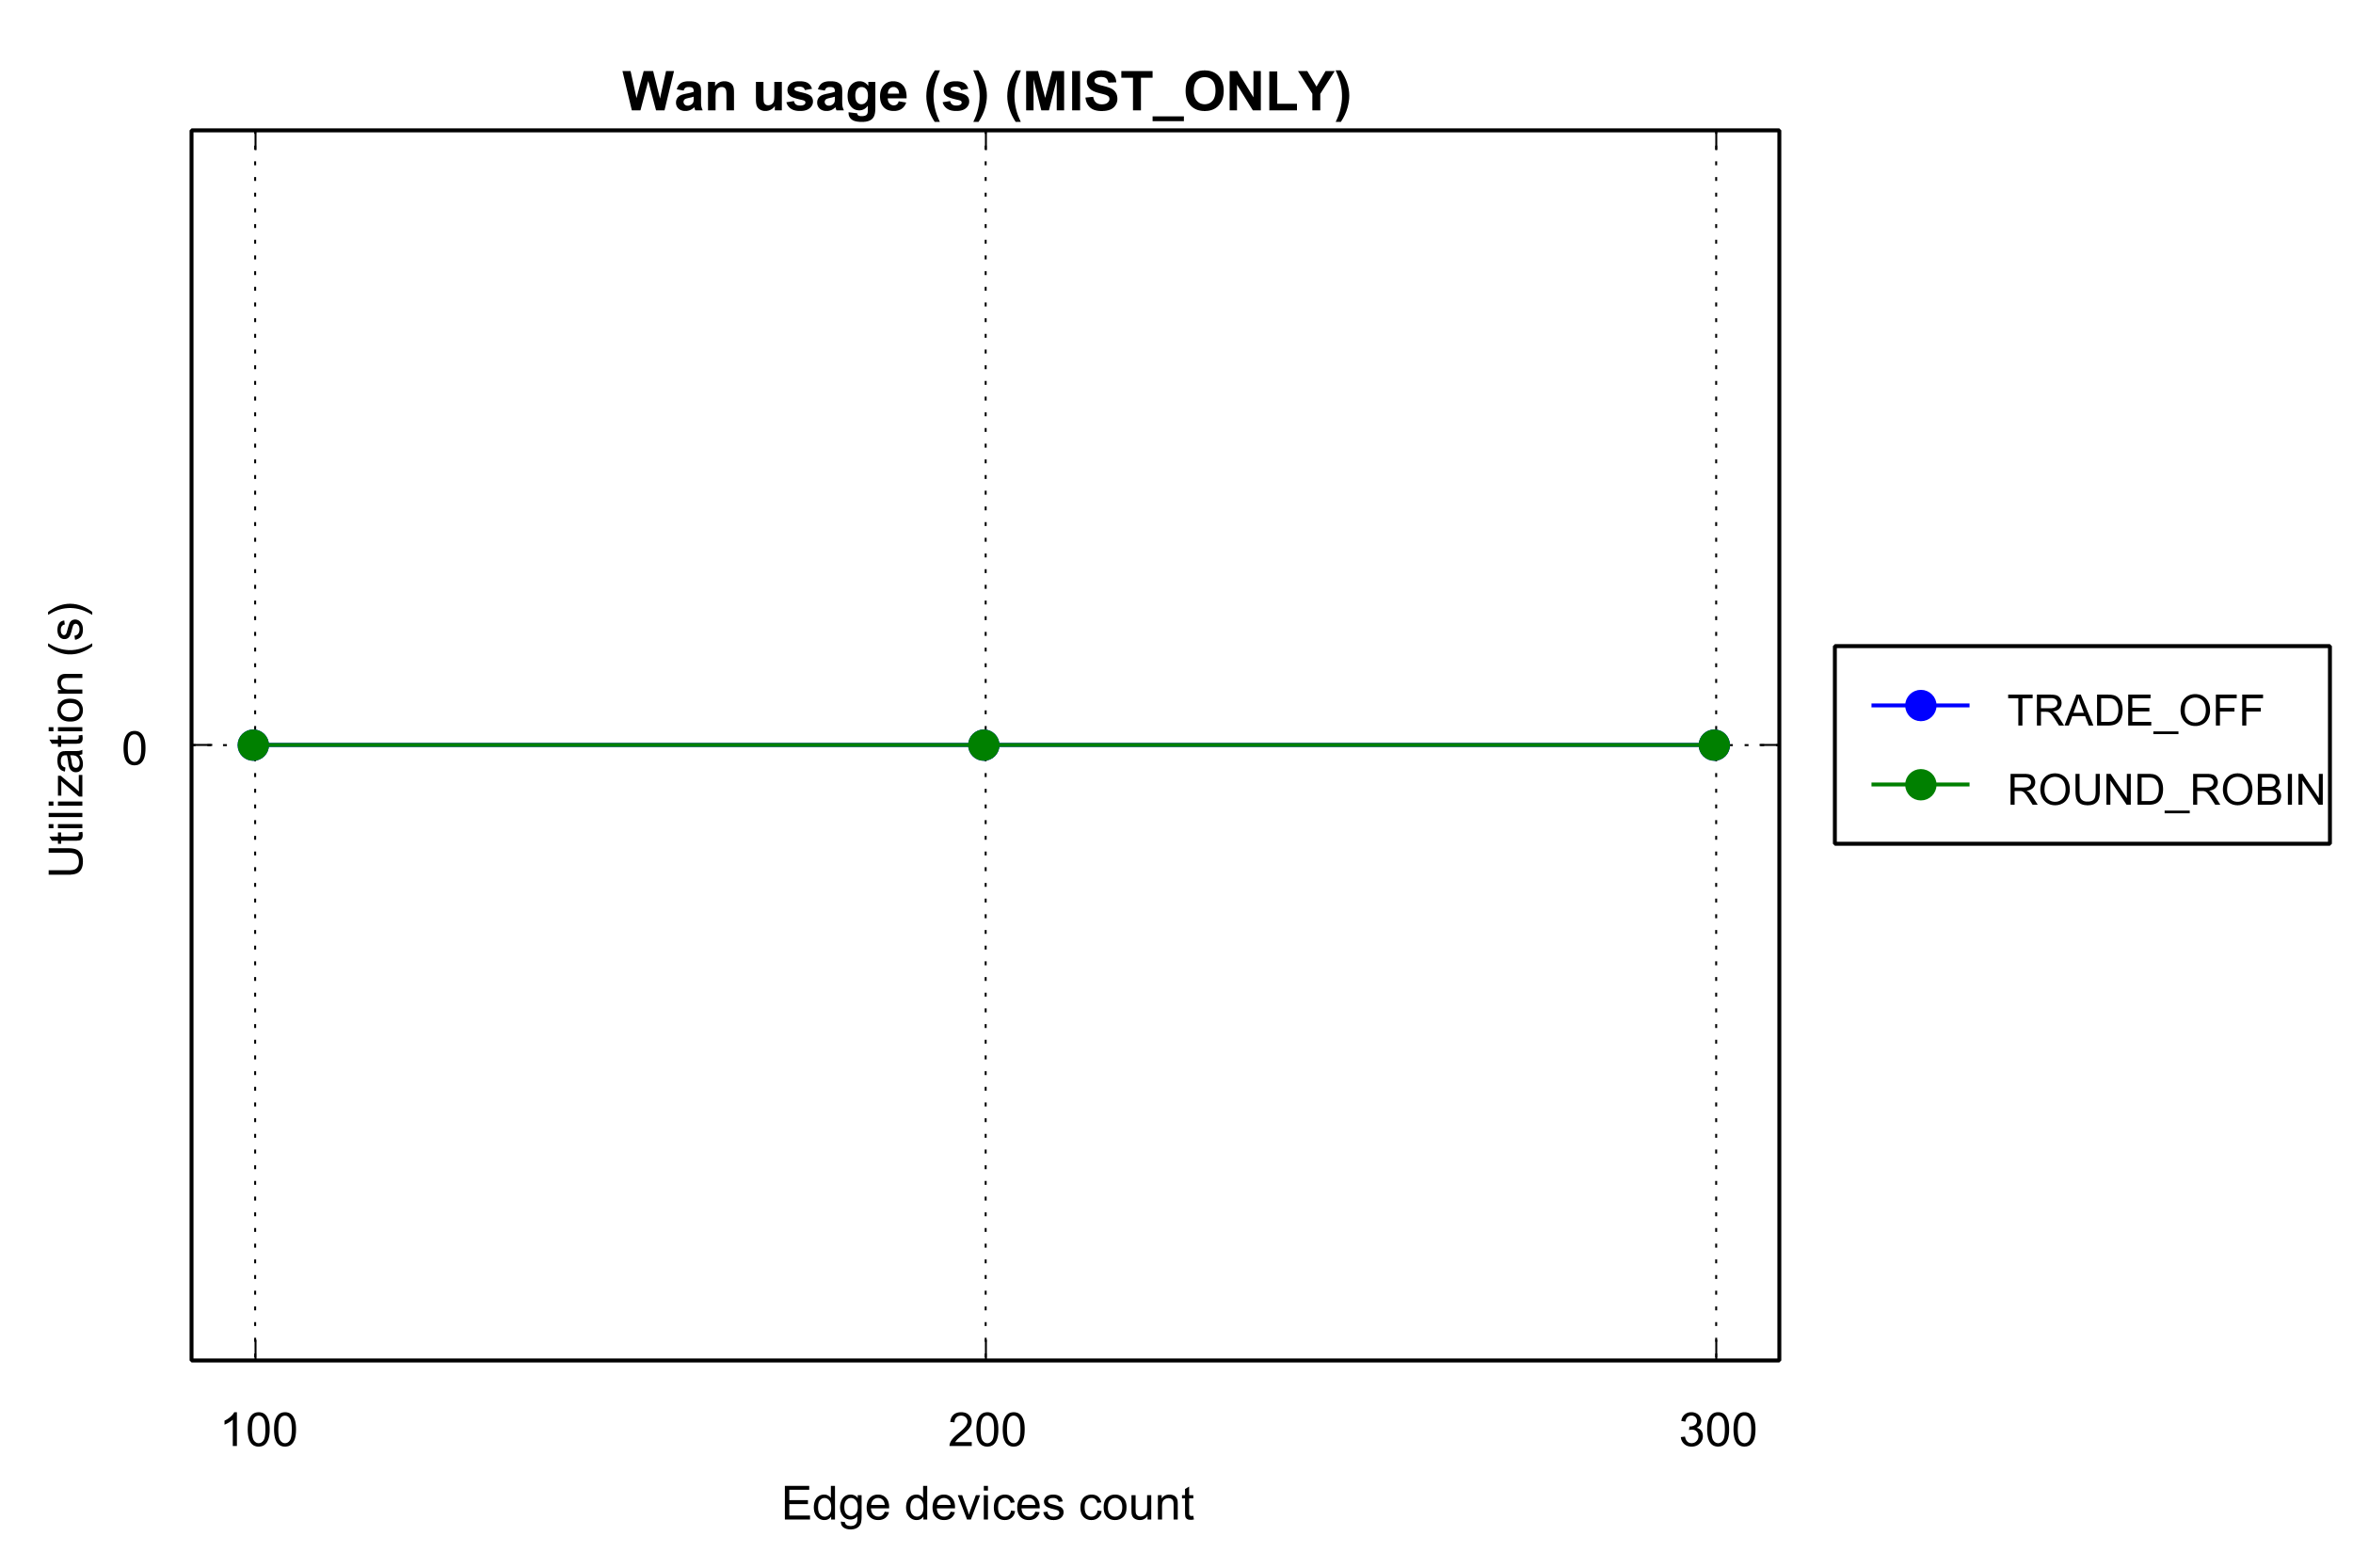 Wan usage (s) (MIST_ONLY)
Utilization (s)
0
TRADE_OFF
ROUND_ROBIN
100
200
300
Edge devices count